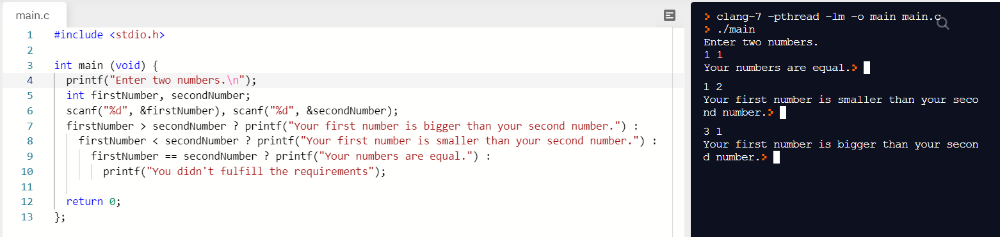 main.c
1 #include <stdio.h>
2
3 int main (void) {
4 printf("Enter two numbers.\n");
5 int firstNumber, secondNumber;
6 scanf("%d", &firstNumber), scanf("%d", &secondNumber);
7 firstNumber > secondNumber ? printf("Your first number is bigger than your second number.") :
8 firstNumber < secondNumber ? printf("Your first number is smaller than your second number.") :
9 firstNumber == secondNumber ? printf("Your numbers are equal.") :
10 printf("You didn't fulfill the requirements");
11
12 return 0;
13 };
> clang-7 -pthread -lm -o main main.c
> ./main
Enter two numbers.
1 1
Your numbers are equal.>
1 2
Your first number is smaller than your seco
nd number.>
3 1
Your first number is bigger than your secon
d number.>